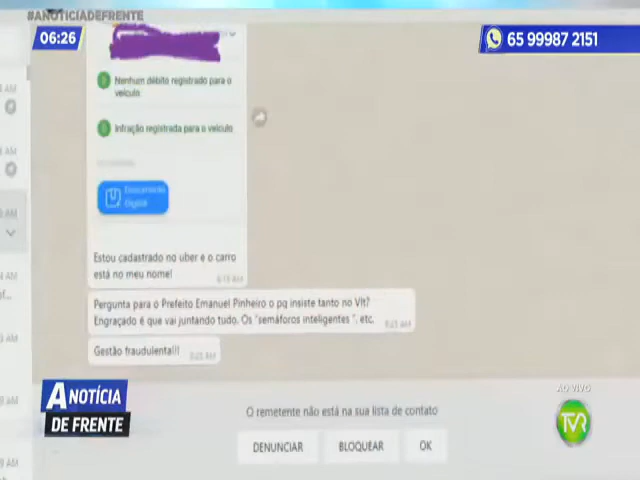 #ANOTICIADEFRENTE
06:26
65 99987 2151
Nenhum débito registrado para o
veículo
Infração registrada para o veículo
Documento
Digital
Estou cadastrado no uber e o carro
está no meu nome!
Pergunta para o Prefeito Emanuel Pinheiro o pq insiste tanto no Vlt?
Engraçado é que vai juntando tudo. Os "semáforos inteligentes ", etc.
Gestão fraudulenta!!!
A NOTÍCIA
DE FRENTE
O remetente não está na sua lista de contato
DENUNCIAR
BLOQUEAR
OK
AO VIVO
TVR